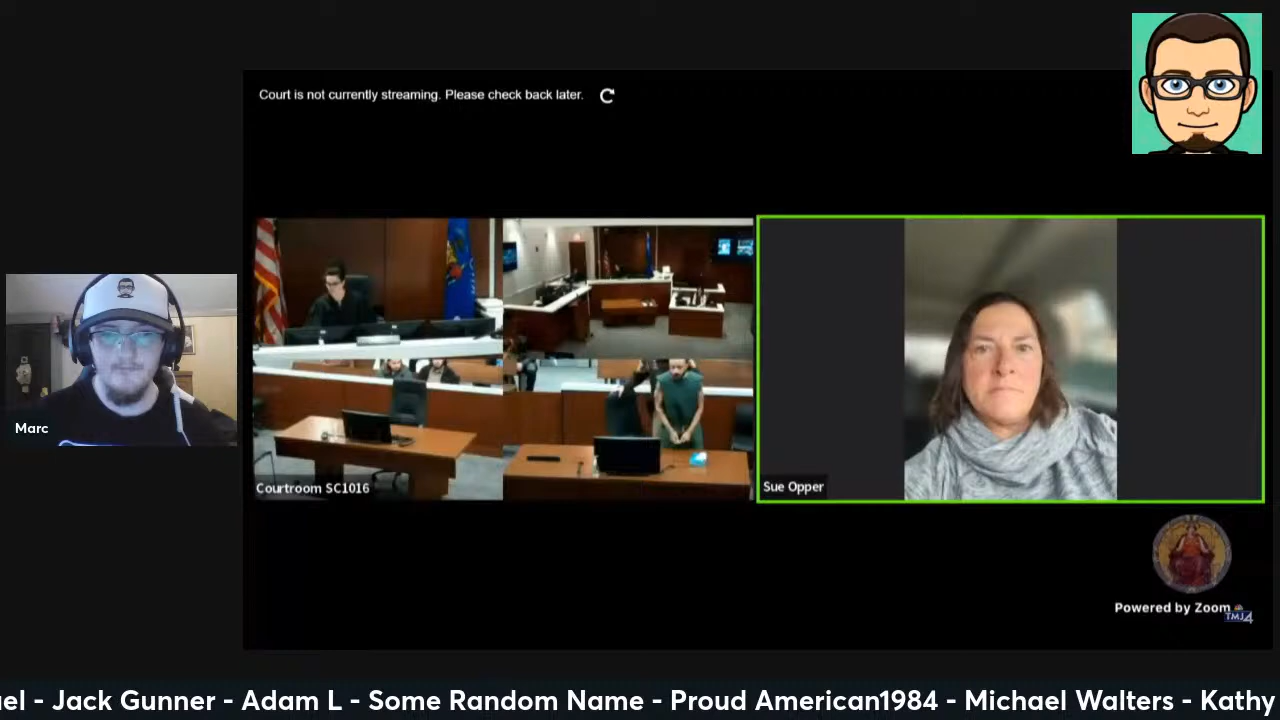 Court is not currently streaming. Please check back later.
Marc
Courtroom SC1016
Sue Opper
Powered by Zoom
TMJ4
el - Jack Gunner - Adam L - Some Random Name - Proud American1984 - Michael Walters - Kathy